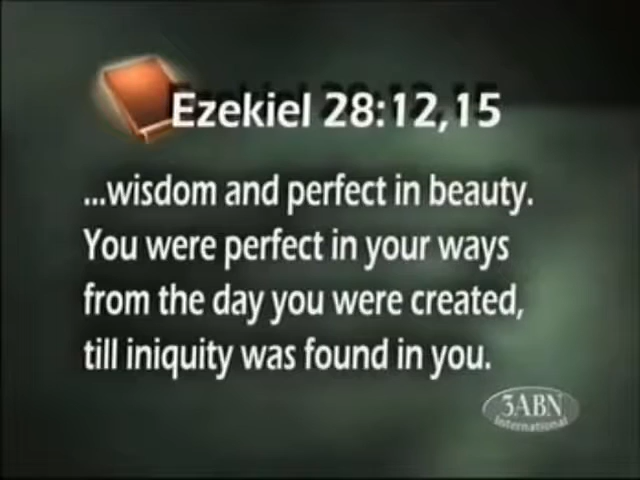 Ezekiel 28:12,15
...wisdom and perfect in beauty.
You were perfect in your ways
from the day you were created,
till iniquity was found in you.
3ABN
International